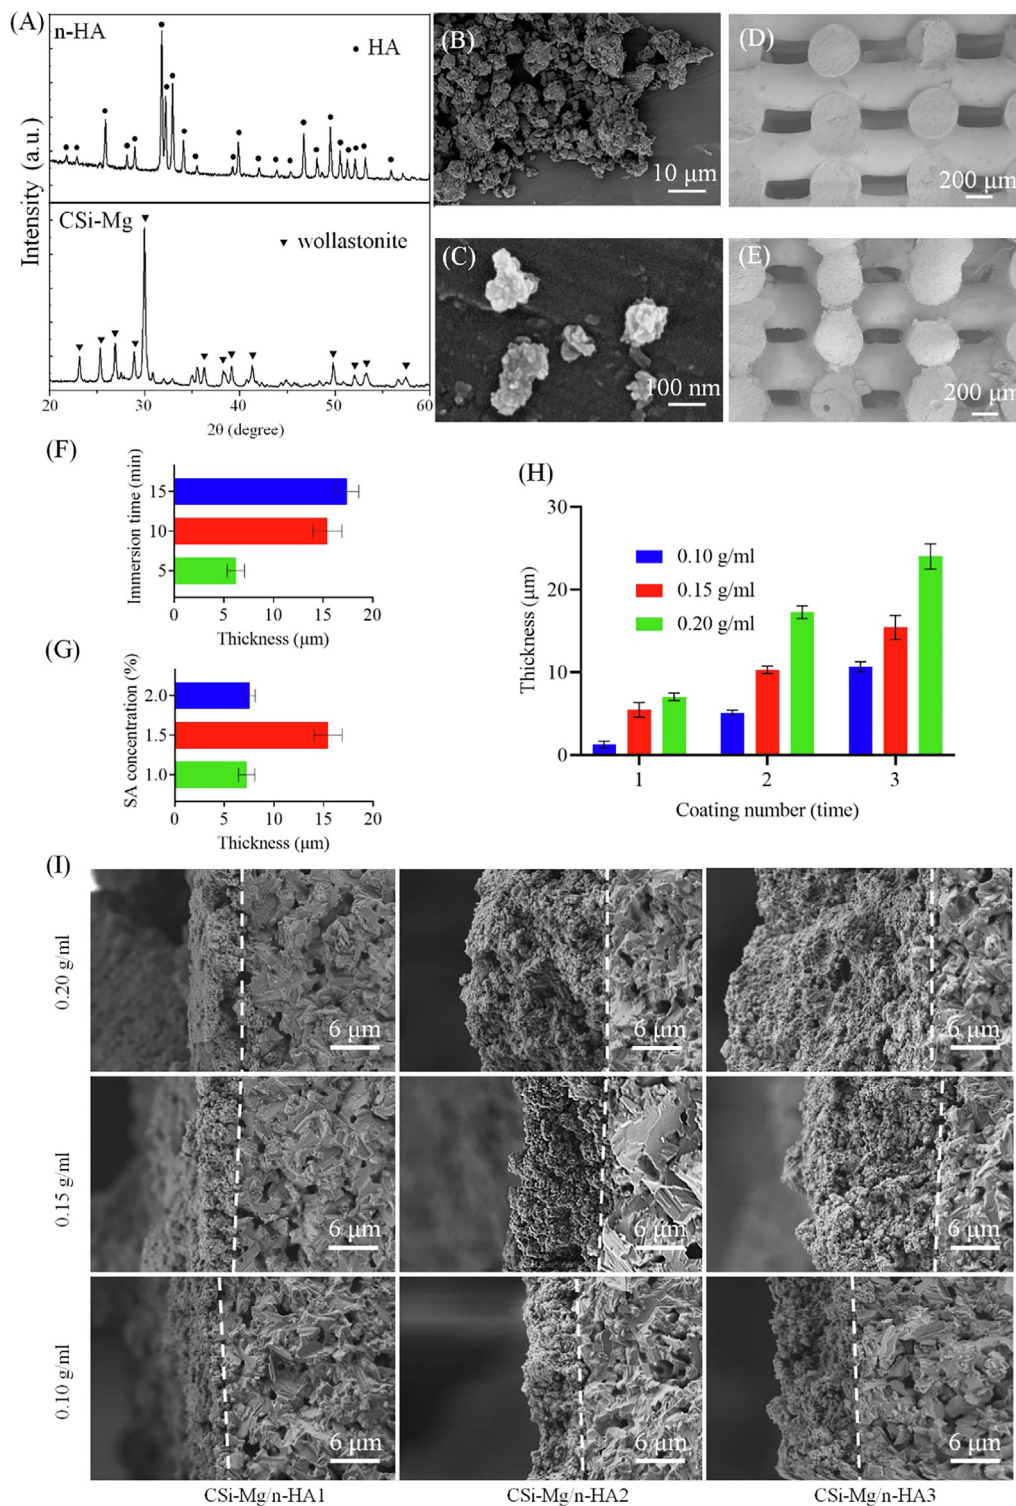 (A)
n-HA
HA
CSi-Mg
wollastonite
Intensity (a.u.)
20
30
40
50
60
2θ (degree)
(B)
10 μm
(C)
100 nm
(D)
200 μm
(E)
200 μm
(F)
Immersion time (min)
15
10
5
0
5
10
15
20
Thickness (μm)
(G)
SA concentration (%)
2.0
1.5
1.0
0
5
10
15
20
Thickness (μm)
(H)
Thickness (μm)
30
20
10
0
0.10 g/ml
0.15 g/ml
0.20 g/ml
1
2
3
Coating number (time)
(I)
0.20 g/ml
6 μm
6 μm
6 μm
0.15 g/ml
6 μm
6 μm
6 μm
0.10 g/ml
6 μm
6 μm
6 μm
CSi-Mg/n-HA1
CSi-Mg/n-HA2
CSi-Mg/n-HA3